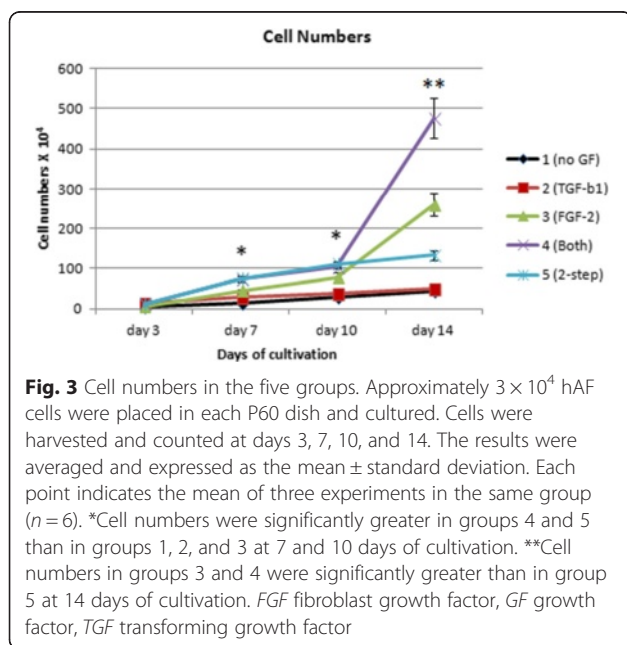 Cell Numbers
600
500
400
300
200
100
0
Cell numbers X 10⁴
*
*
**
day 3 day 7 day 10 day 14
Days of cultivation
1 (no GF)
2 (TGF-b1)
3 (FGF-2)
4 (Both)
5 (2-step)
Fig. 3 Cell numbers in the five groups. Approximately 3 × 10⁴ hAF
cells were placed in each P60 dish and cultured. Cells were
harvested and counted at days 3, 7, 10, and 14. The results were
averaged and expressed as the mean ± standard deviation. Each
point indicates the mean of three experiments in the same group
(n = 6). *Cell numbers were significantly greater in groups 4 and 5
than in groups 1, 2, and 3 at 7 and 10 days of cultivation. **Cell
numbers in groups 3 and 4 were significantly greater than in group
5 at 14 days of cultivation. FGF fibroblast growth factor, GF growth
factor, TGF transforming growth factor